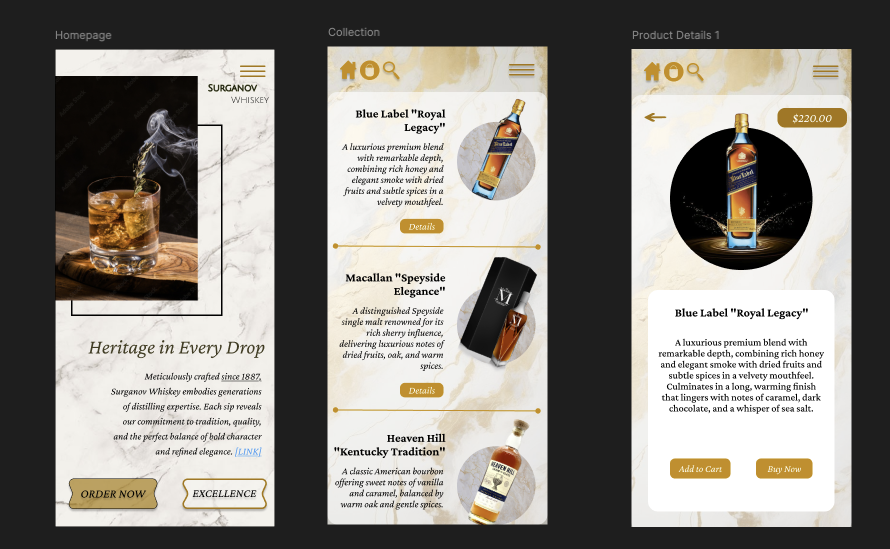 Homepage
SURGANOV
WHISKEY
Heritage in Every Drop
Meticulously crafted since 1887,
Surganov Whiskey embodies generations
of distilling expertise. Each sip reveals
our commitment to tradition, quality,
and the perfect balance of bold character
and refined elegance. [LINK]
ORDER NOW
EXCELLENCE
Collection
Blue Label "Royal
Legacy"
A luxurious premium blend
with remarkable depth,
combining rich honey and
elegant smoke with dried
fruits and subtle spices in a
velvety mouthfeel.
Details
Macallan "Speyside
Elegance"
A distinguished Speyside
single malt renowned for its
rich sherry influence,
delivering luxurious notes of
dried fruits, oak, and warm
spices.
Details
M
Heaven Hill
"Kentucky Tradition"
A classic American bourbon
offering sweet notes of vanilla
and caramel, balanced by
warm oak and gentle spices.
HEAVEN HILL
Product Details 1
$220.00
Blue Label
Blue Label "Royal Legacy"
A luxurious premium blend with
remarkable depth, combining rich honey
and elegant smoke with dried fruits and
subtle spices in a velvety mouthfeel.
Culminates in a long, warming finish
that lingers with notes of caramel, dark
chocolate, and a whisper of sea salt.
Add to Cart
Buy Now